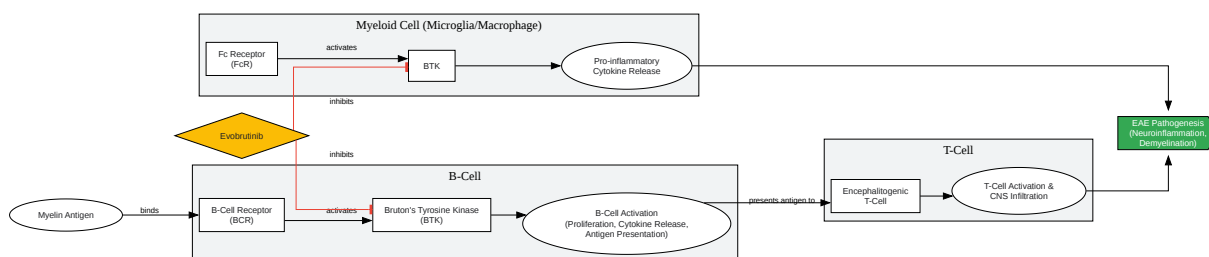 Myeloid Cell (Microglia/Macrophage)
Fc Receptor
(FcR)
activates
BTK
Pro-inflammatory
Cytokine Release
inhibits
Evobrutinib
inhibits
EAE Pathogenesis
(Neuroinflammation,
Demyelination)
B-Cell
Myelin Antigen
binds
B-Cell Receptor
(BCR)
activates
Bruton's Tyrosine Kinase
(BTK)
B-Cell Activation
(Proliferation, Cytokine Release,
Antigen Presentation)
presents antigen to
T-Cell
Encephalitogenic
T-Cell
T-Cell Activation &
CNS Infiltration